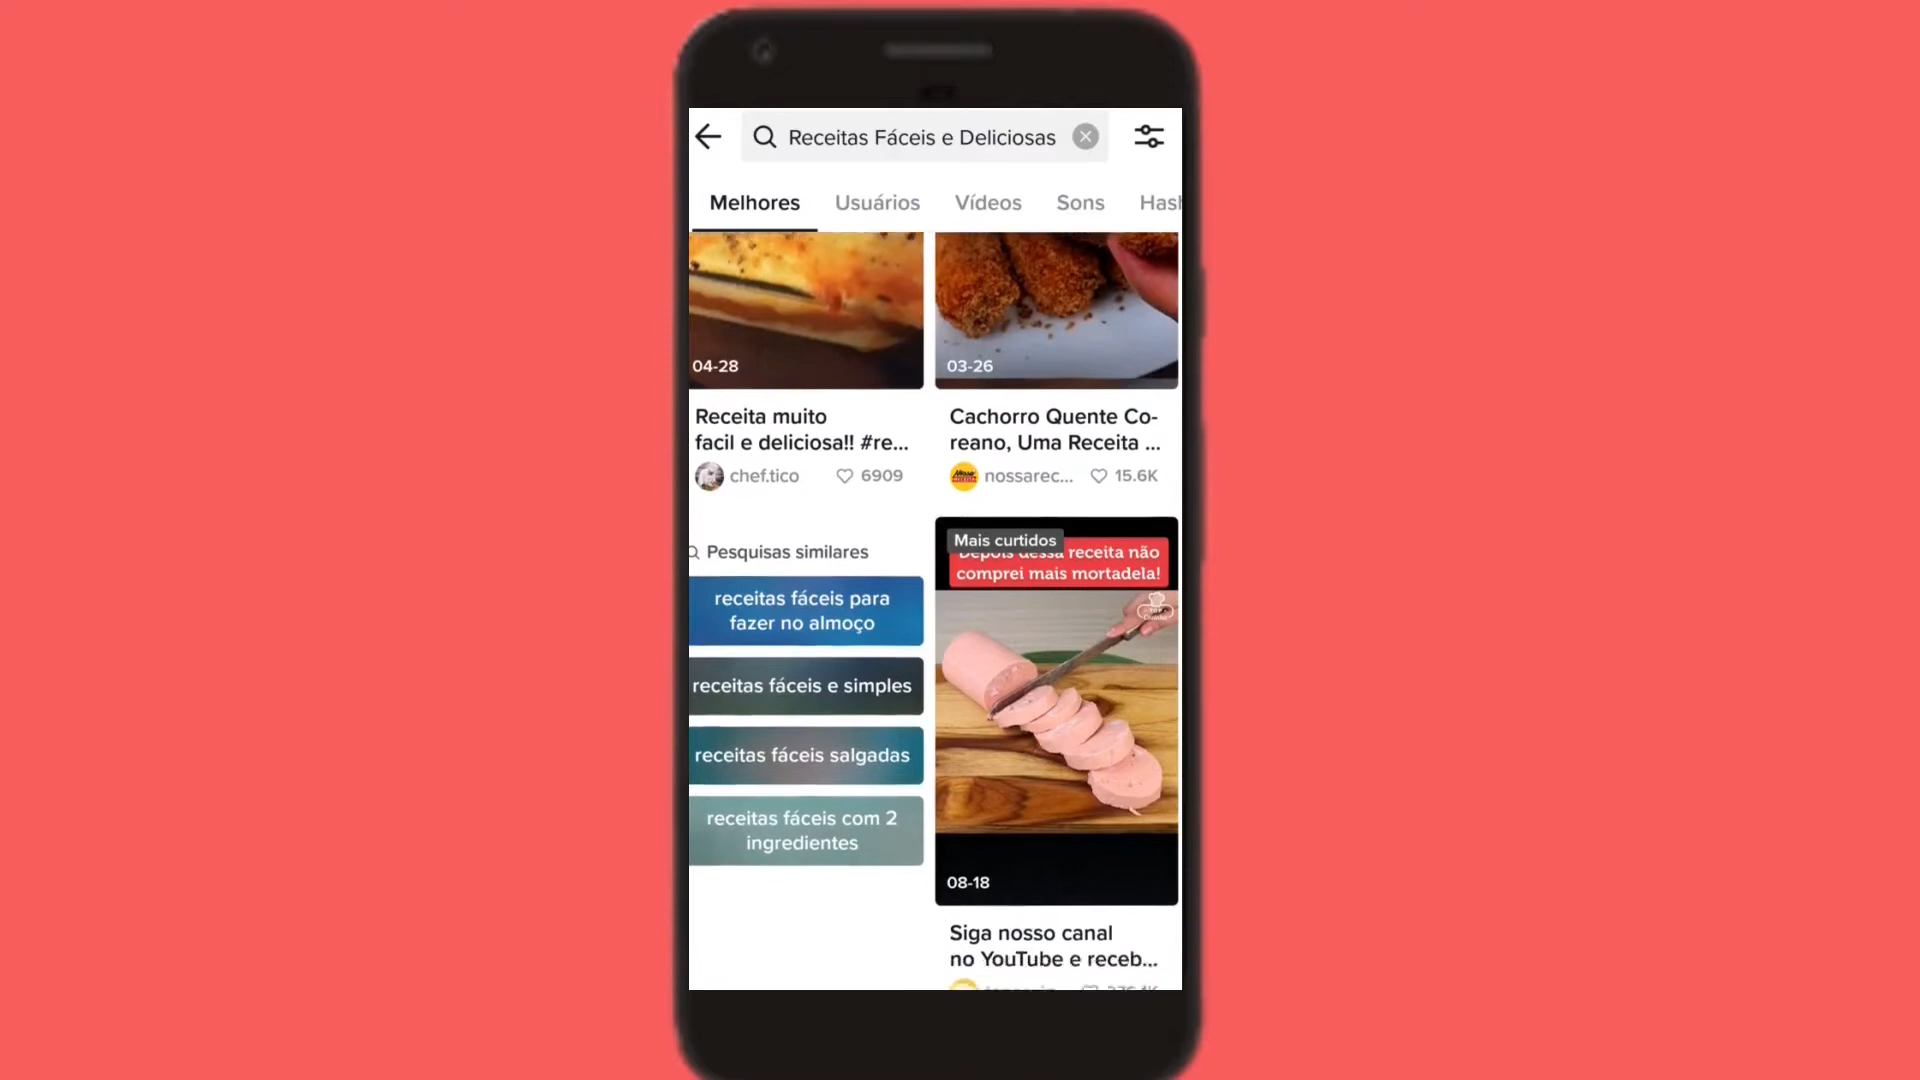 Receitas Fáceis e Deliciosas
Melhores Usuários Vídeos Sons Hash
04-28
03-26
Receita muito
facil e deliciosa!! #re...
chef.tico 6909
Cachorro Quente Co-
reano, Uma Receita ...
nossarec... 15.6K
Pesquisas similares
receitas fáceis para
fazer no almoço
receitas fáceis e simples
receitas fáceis salgadas
receitas fáceis com 2
ingredientes
Mais curtidos
Depois dessa receita não
comprei mais mortadela!
08-18
Siga nosso canal
no YouTube e receb...